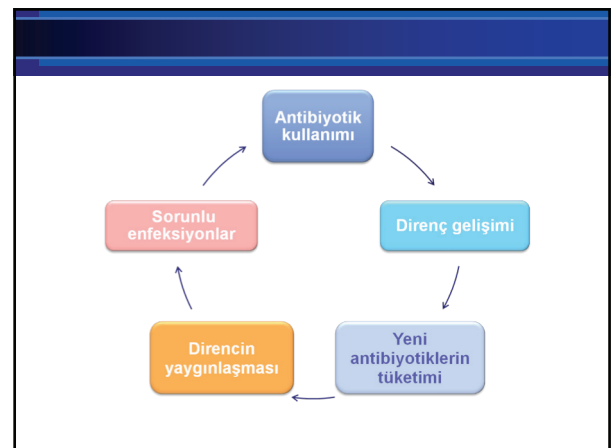 Antibiyotik
kullanımı
Direnç gelişimi
Yeni
antibiyotiklerin
tüketimi
Direncin
yaygınlaşması
Sorunlu
enfeksiyonlar